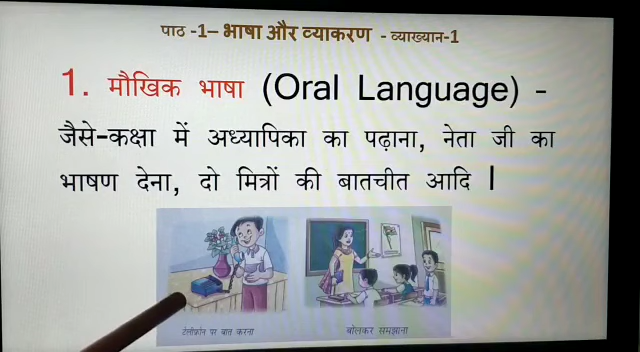 पाठ -1– भाषा और व्याकरण - व्याख्यान-1
1. मौखिक भाषा (Oral Language) -
जैसे-कक्षा में अध्यापिका का पढ़ाना, नेता जी का
भाषण देना, दो मित्रों की बातचीत आदि |
टेलीफ़ोन पर बात करना
बोलकर समझाना